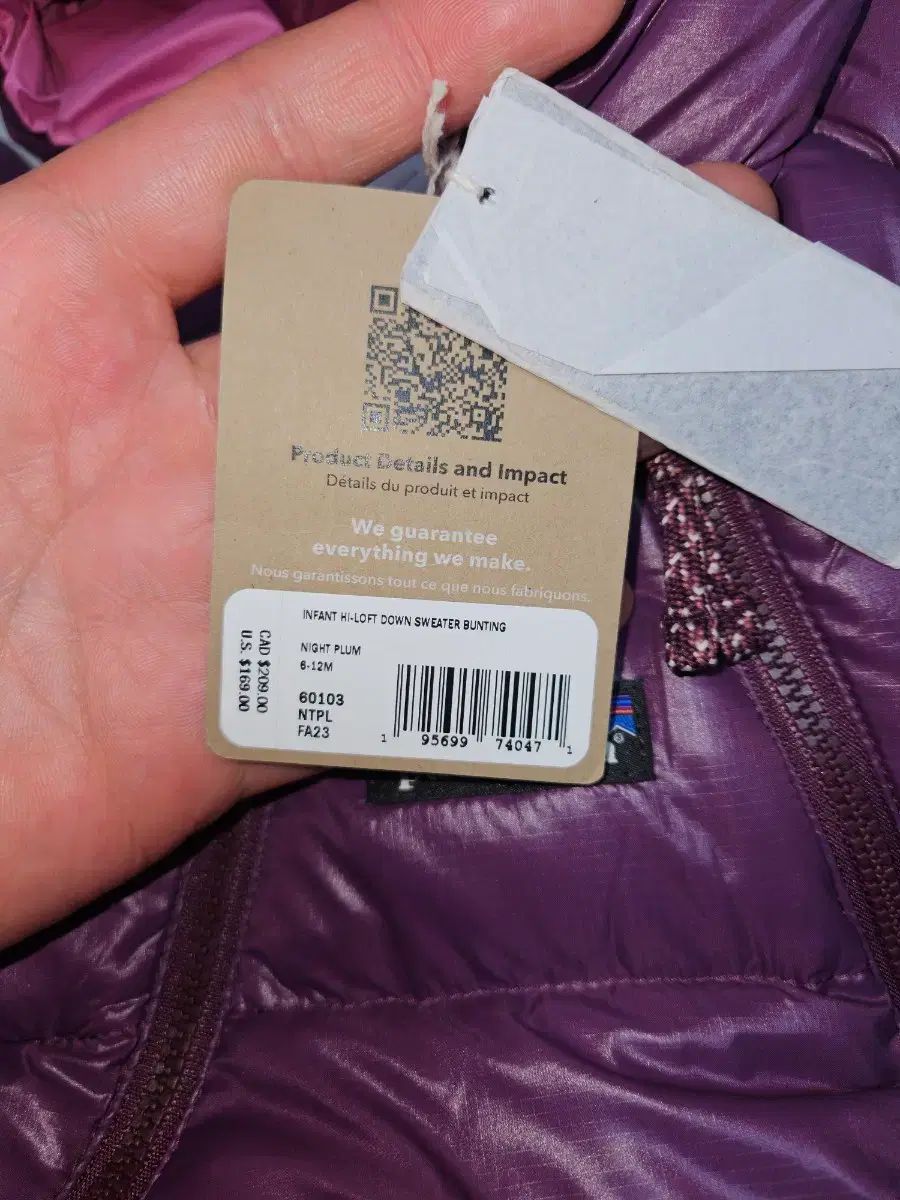 Product Details and Impact
Détails du produit et impact
We guarantee
everything we make.
Nous garantissons tout ce que nous fabriquons.
INFANT HI-LOFT DOWN SWEATER BUNTING
NIGHT PLUM
6-12M
60103
NTPL
FA23
CAD $209.00
U.S. $169.00
1 95699 74047 1